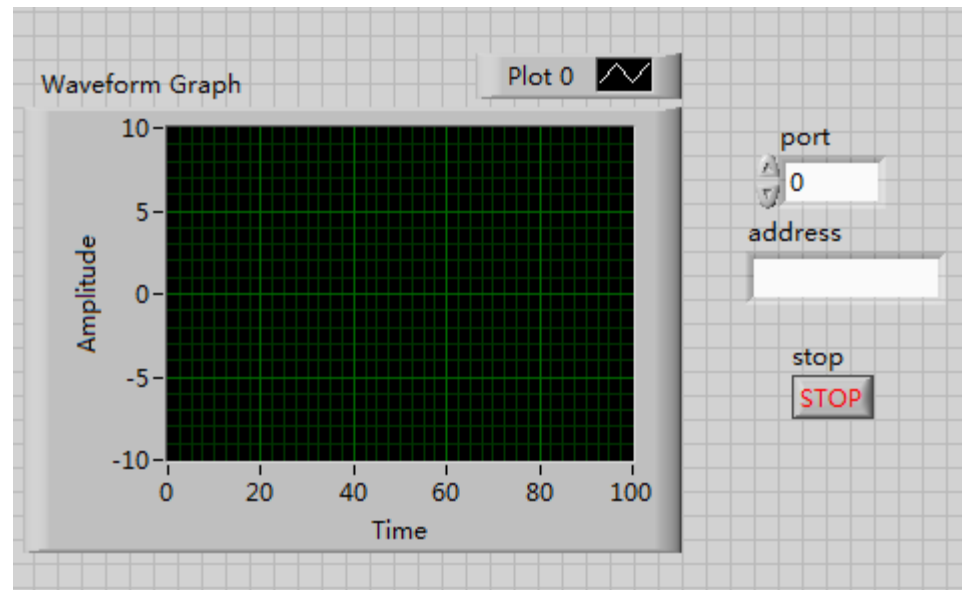 Waveform Graph
Plot 0
10
5
0
-5
-10
Amplitude
0 20 40 60 80 100
Time
port
0
address
stop
STOP